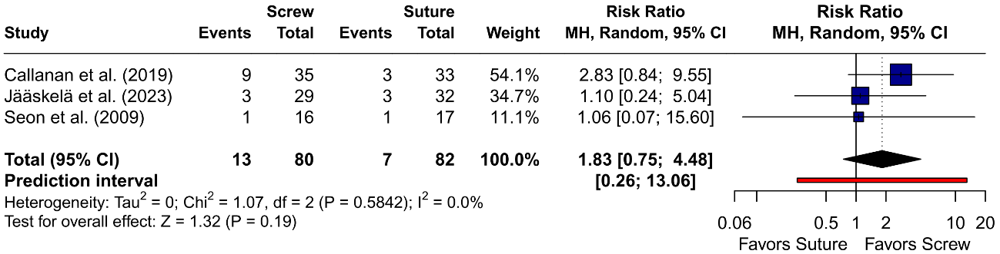 Screw Suture Risk Ratio Risk Ratio
Study Events Total Events Total Weight MH, Random, 95% CI MH, Random, 95% CI
Callanan et al. (2019) 9 35 3 33 54.1% 2.83 [0.84; 9.55]
Jääskelä et al. (2023) 3 29 3 32 34.7% 1.10 [0.24; 5.04]
Seon et al. (2009) 1 16 1 17 11.1% 1.06 [0.07; 15.60]
Total (95% CI) 13 80 7 82 100.0% 1.83 [0.75; 4.48]
Prediction interval [0.26; 13.06]
Heterogeneity: Tau² = 0; Chi² = 1.07, df = 2 (P = 0.5842); I² = 0.0%
Test for overall effect: Z = 1.32 (P = 0.19)
0.06 0.5 1 2 10 20
Favors Suture Favors Screw